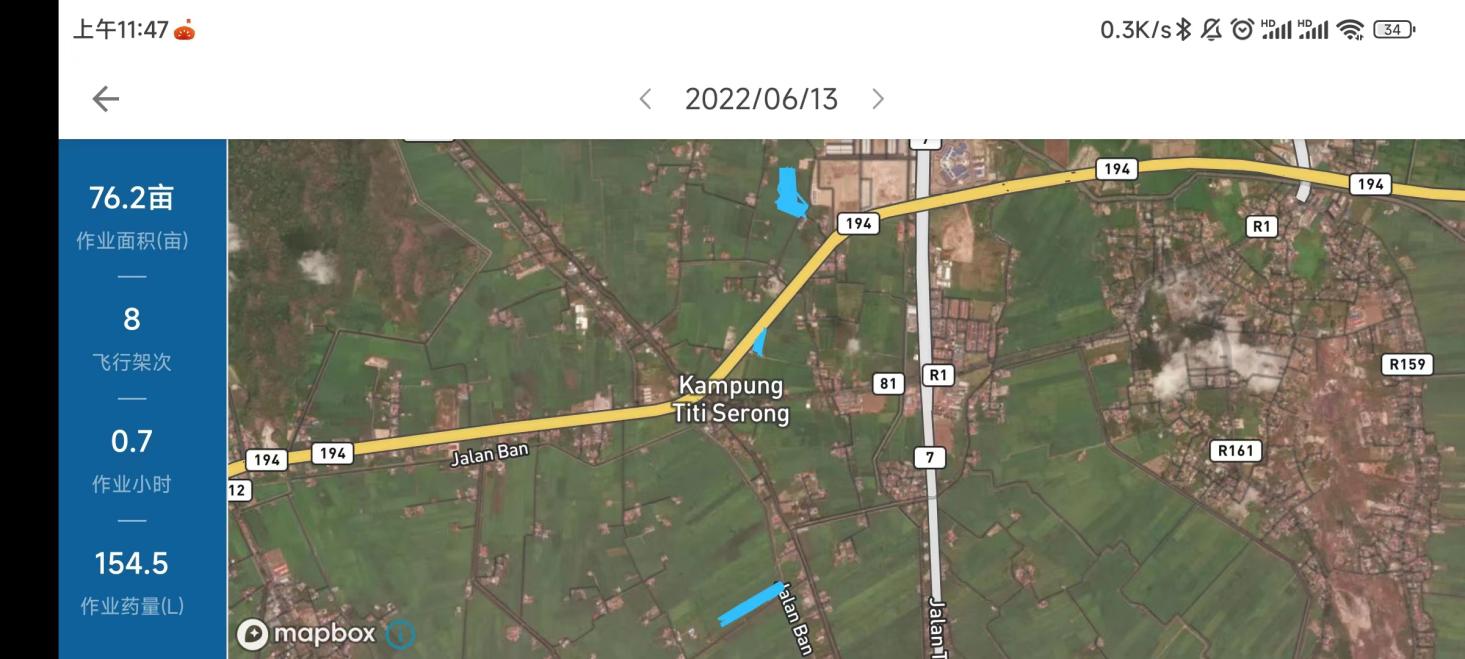 上午11:47
0.3K/s HD HD 34
2022/06/13
76.2亩
作业面积(亩)
8
飞行架次
0.7
作业小时
154.5
作业药量(L)
7
194
194
194
R1
R159
Kampung
Titi Serong
81
R1
194
194
Jalan Ban
7
R161
12
Jalan Ban
Jalan T
mapbox